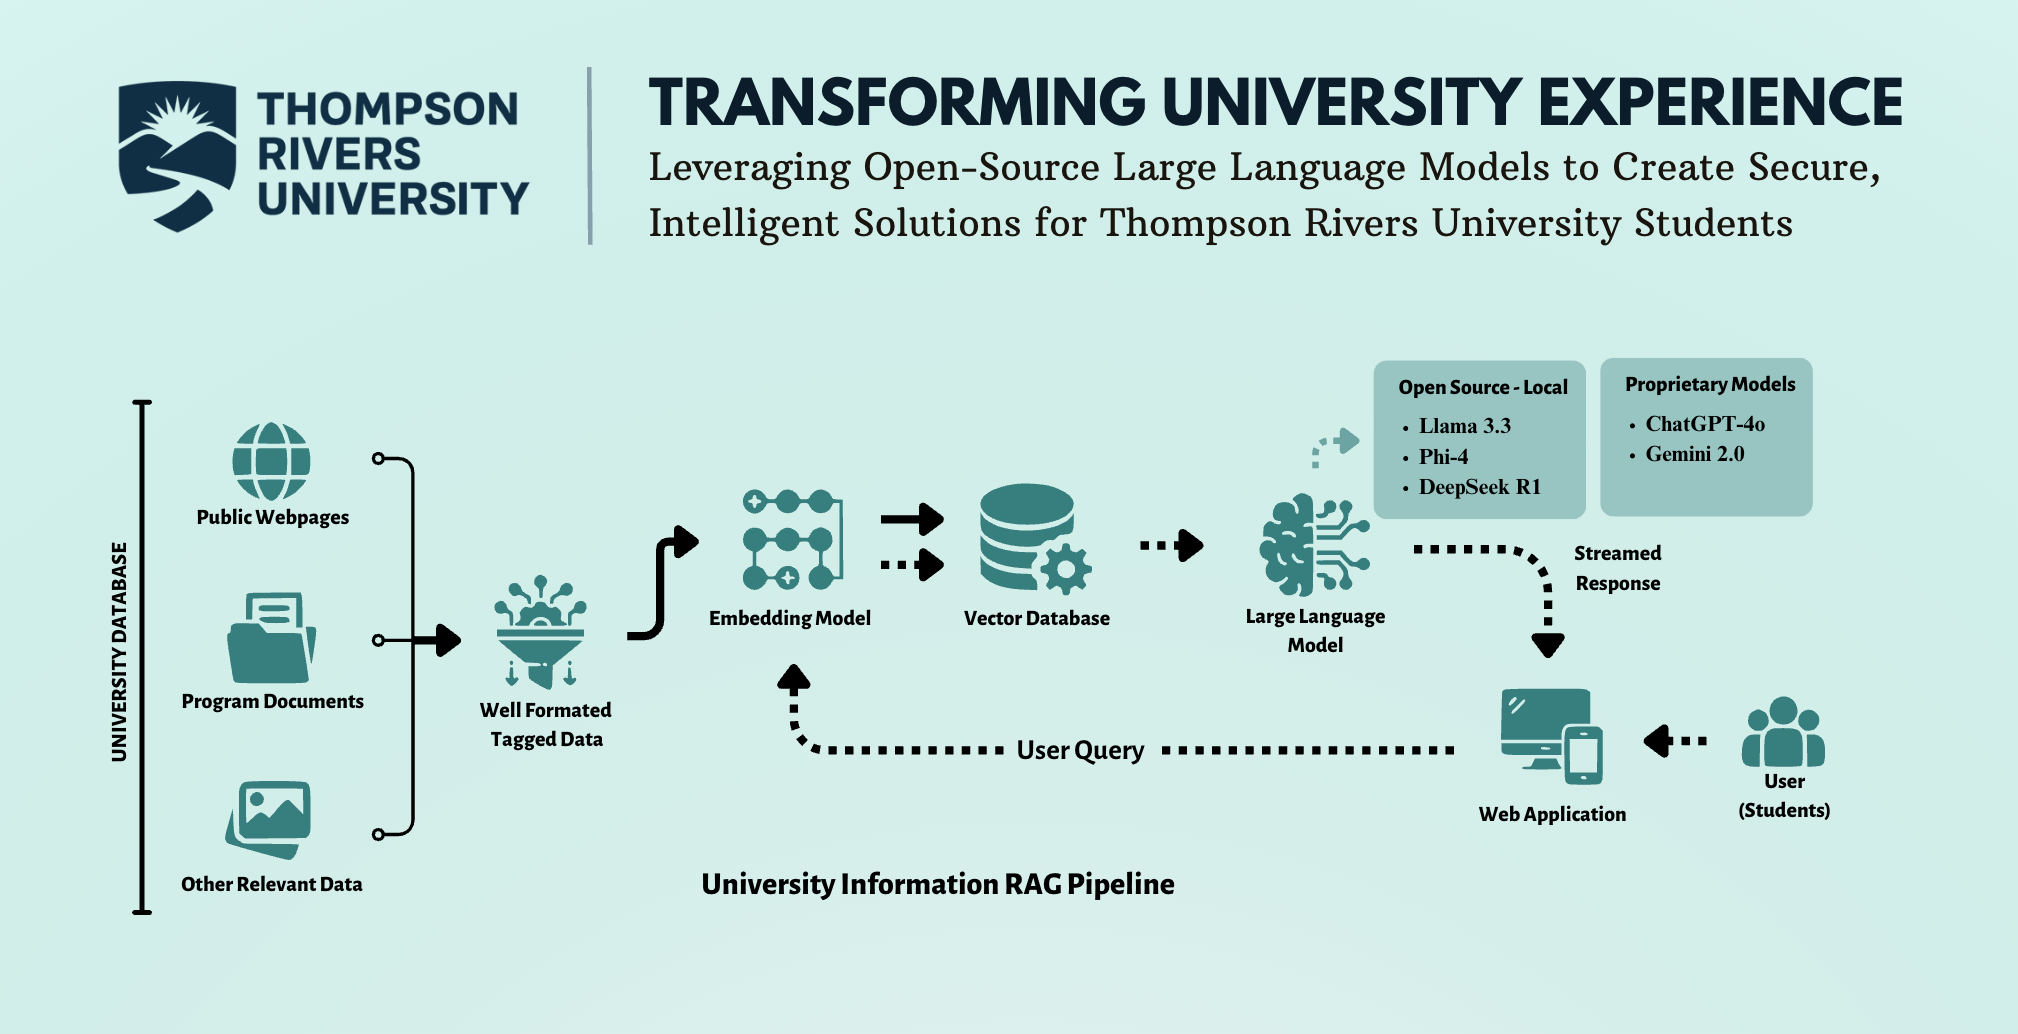 THOMPSON
RIVERS
UNIVERSITY
TRANSFORMING UNIVERSITY EXPERIENCE
Leveraging Open-Source Large Language Models to Create Secure,
Intelligent Solutions for Thompson Rivers University Students
UNIVERSITY DATABASE
Public Webpages
Program Documents
Other Relevant Data
Well Formated
Tagged Data
Embedding Model
Vector Database
Large Language
Model
Open Source - Local
• Llama 3.3
• Phi-4
• DeepSeek R1
Proprietary Models
• ChatGPT-4o
• Gemini 2.0
Streamed
Response
User Query
Web Application
User
(Students)
University Information RAG Pipeline